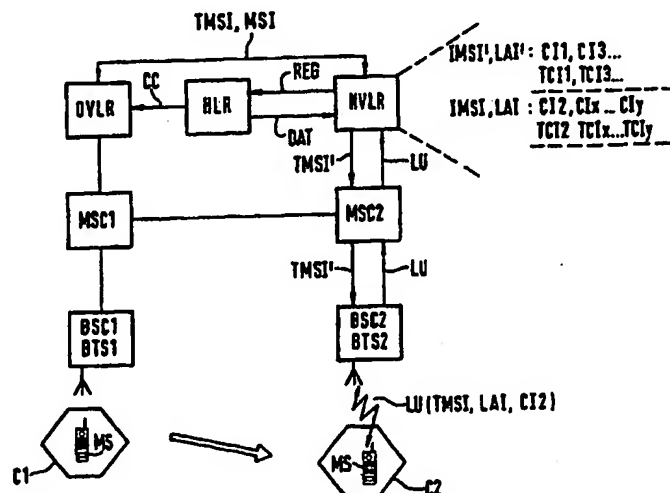 TMSI, MSI
IMSI', LAI' : CI1, CI3...
TCI1, TCI3...
IMSI, LAI : CI2, CIx ... CIy
TCI2 TCIx...TCIy
CC
REG
OVLR
HLR
NVLR
DAT
TMSI'
LU
MSC1
MSC2
TMSI'
LU
BSC1
BTS1
BSC2
BTS2
LU (TMSI, LAI, CI2)
MS
C1
MS
C2